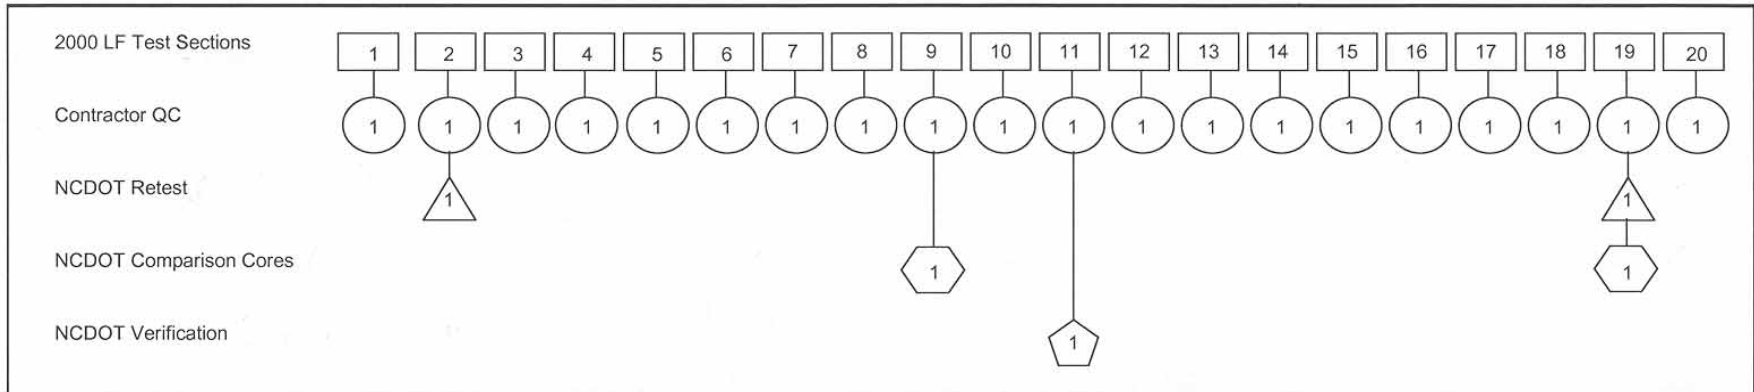 2000 LF Test Sections 1 2 3 4 5 6 7 8 9 10 11 12 13 14 15 16 17 18 19 20
Contractor QC 1 1 1 1 1 1 1 1 1 1 1 1 1 1 1 1 1 1 1 1
NCDOT Retest 1 1
NCDOT Comparison Cores 1 1
NCDOT Verification 1